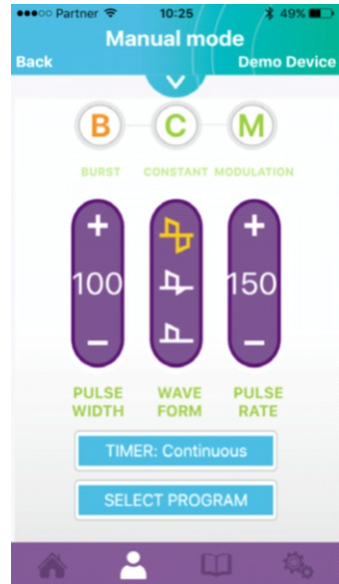 Partner 10:25 49%
Manual mode
Back Demo Device
B C M
BURST CONSTANT MODULATION
+ +
100 150
− −
PULSE WIDTH WAVE FORM PULSE RATE
TIMER: Continuous
SELECT PROGRAM